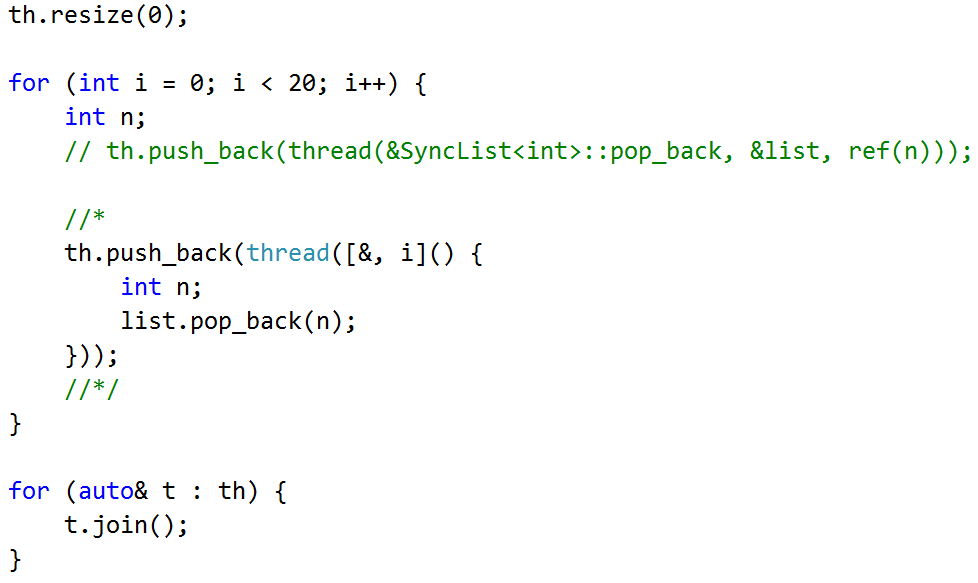 th.resize(0);

for (int i = 0; i < 20; i++) {
    int n;
    // th.push_back(thread(&SyncList<int>::pop_back, &list, ref(n)));

    //*
    th.push_back(thread([&, i]() {
        int n;
        list.pop_back(n);
    }));
    //*/
}

for (auto& t : th) {
    t.join();
}